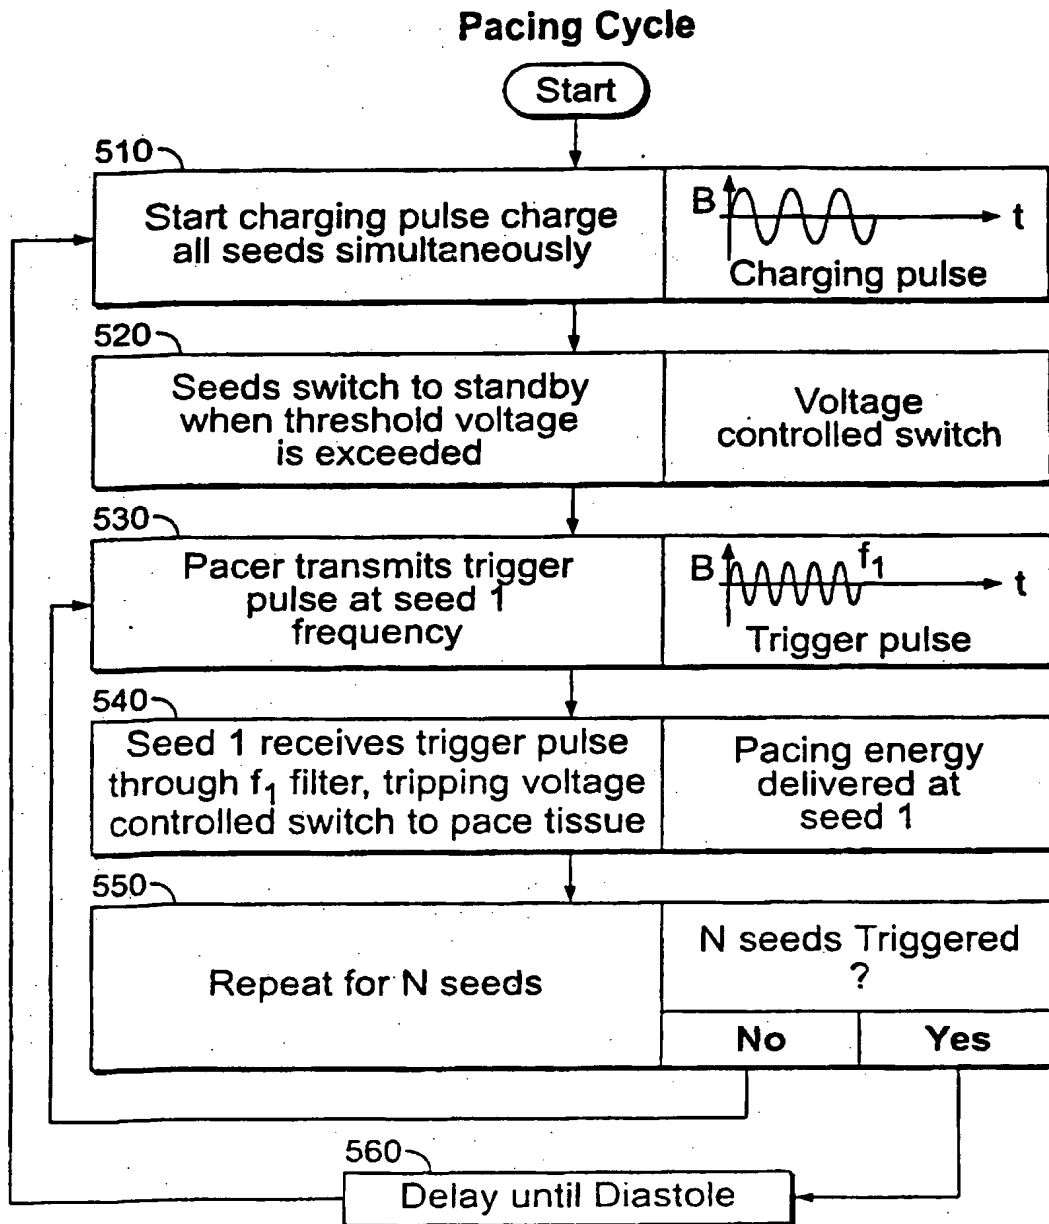 Pacing Cycle
Start
510
Start charging pulse charge
all seeds simultaneously
B
t
Charging pulse
520
Seeds switch to standby
when threshold voltage
is exceeded
Voltage
controlled switch
530
Pacer transmits trigger
pulse at seed 1
frequency
B
f1
t
Trigger pulse
540
Seed 1 receives trigger pulse
through f1 filter, tripping voltage
controlled switch to pace tissue
Pacing energy
delivered at
seed 1
550
Repeat for N seeds
N seeds Triggered
?
No
Yes
560
Delay until Diastole